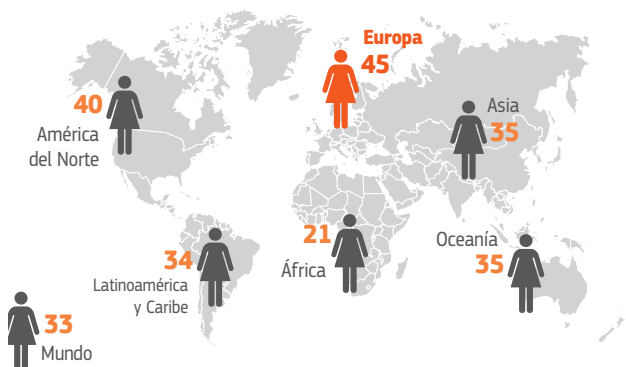 Europa
45
40
América
del Norte
Asia
35
21
África
Oceanía
35
34
Latinoamérica
y Caribe
33
Mundo